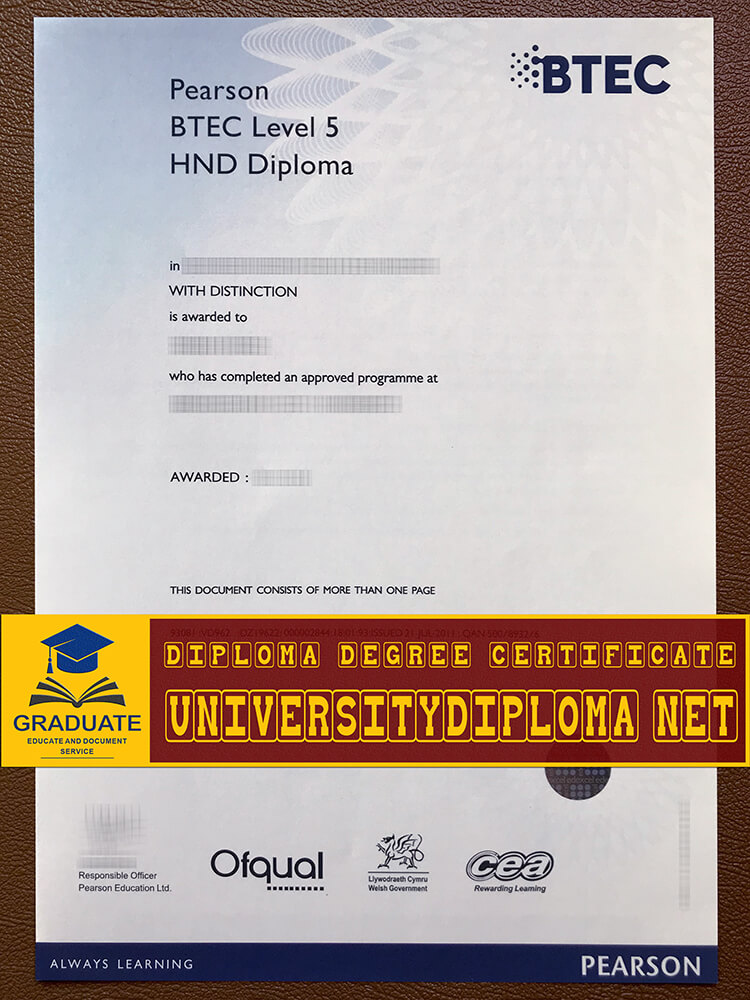 BTEC
Pearson
BTEC Level 5
HND Diploma
in
WITH DISTINCTION
is awarded to
who has completed an approved programme at
AWARDED :
THIS DOCUMENT CONSISTS OF MORE THAN ONE PAGE
DIPLOMA DEGREE CERTIFICATE
UNIVERSITYDIPLOMA NET
GRADUATE
EDUCATE AND DOCUMENT
SERVICE
Responsible Officer
Pearson Education Ltd.
Ofqual
Llywodraeth Cymru
Welsh Government
cea
Rewarding Learning
ALWAYS LEARNING
PEARSON